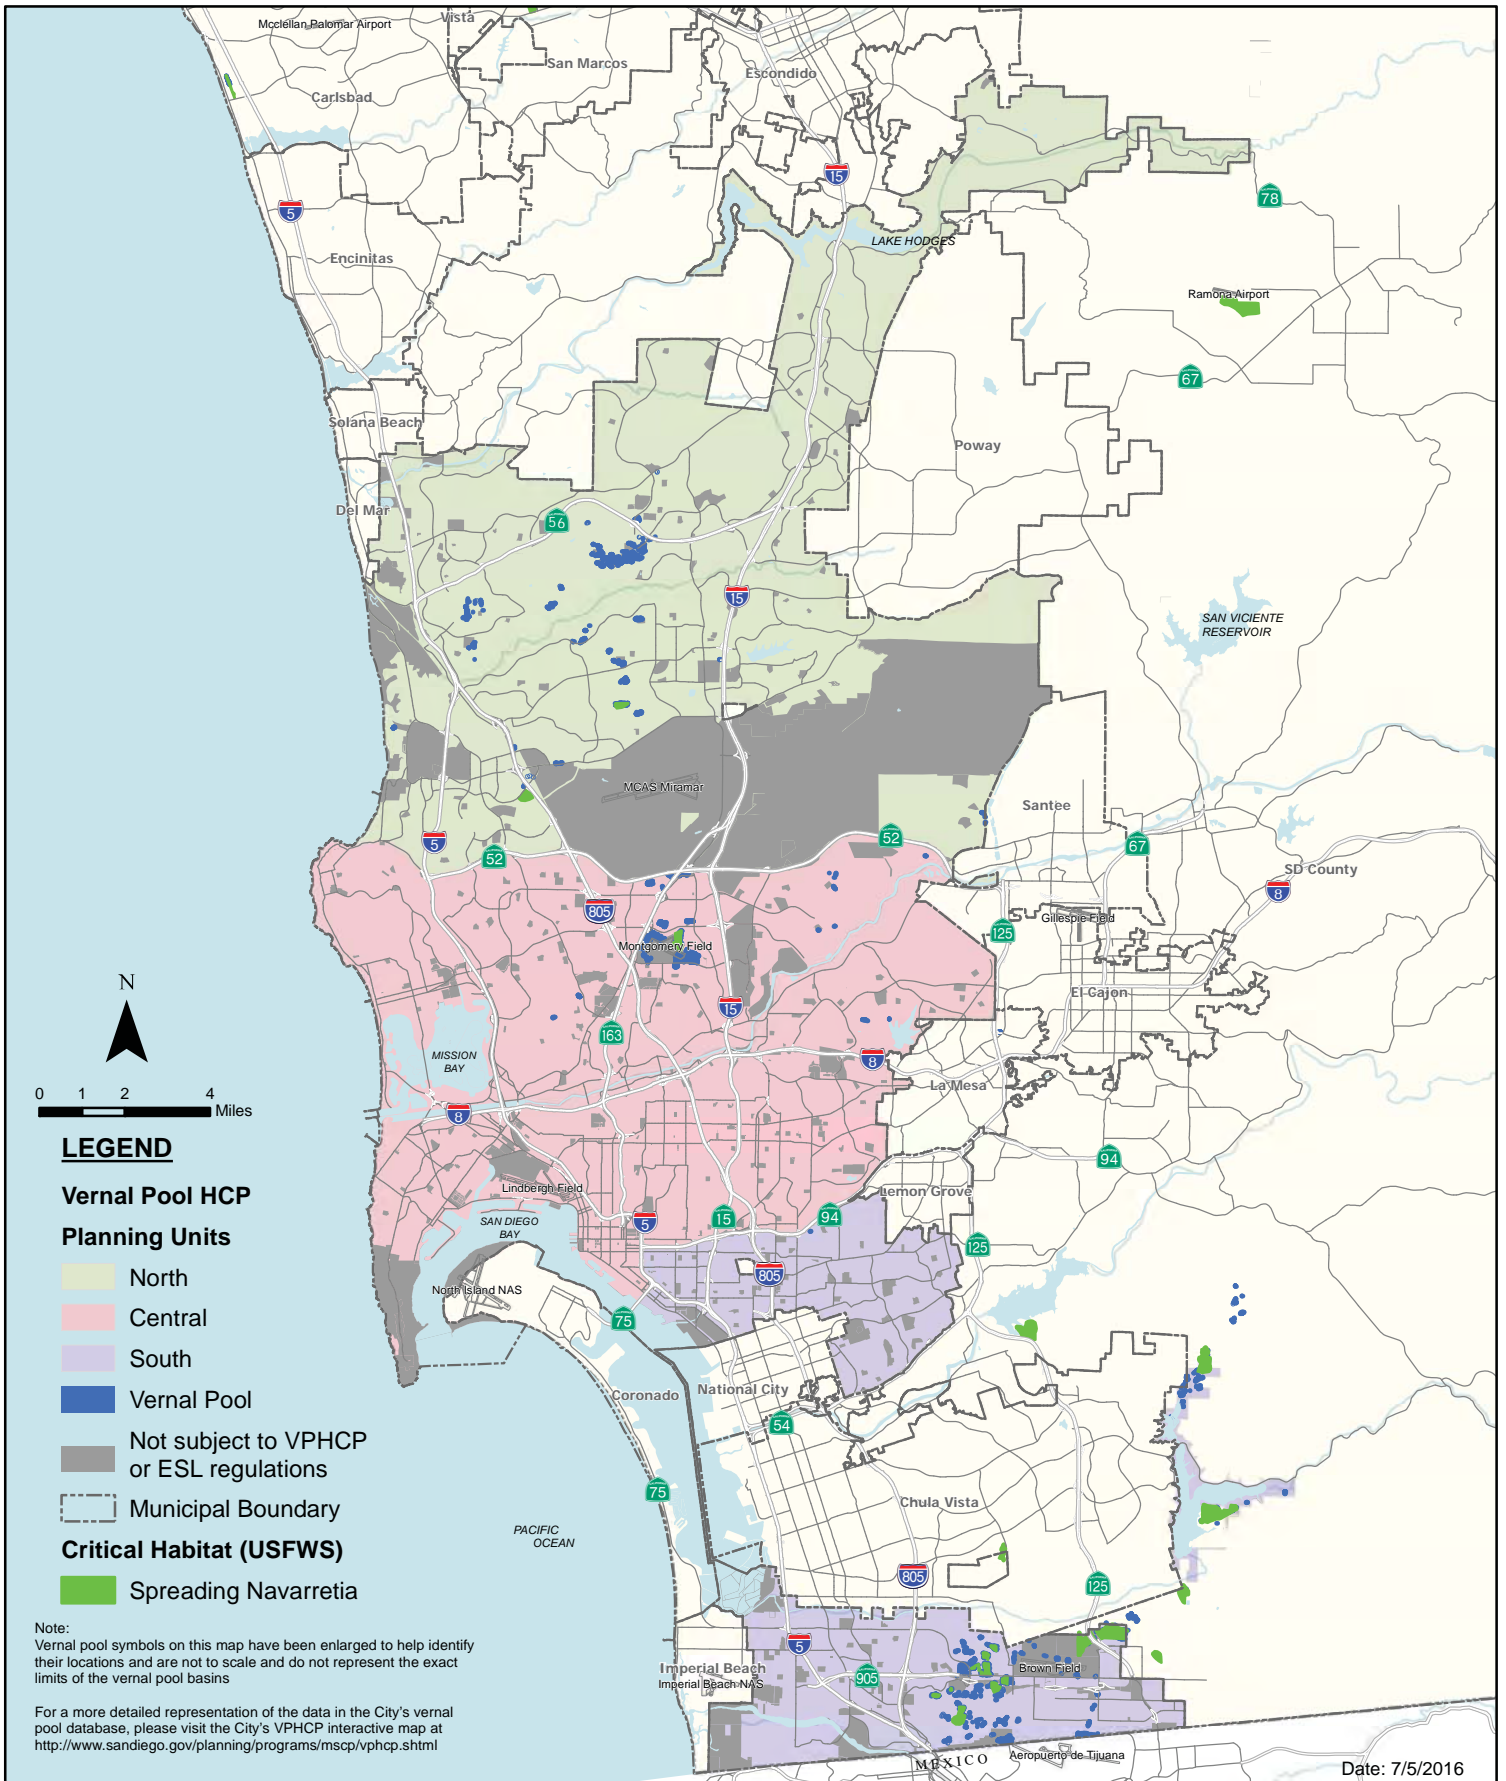 Mcclellan Palomar Airport
Vista
San Marcos
Escondido
Carlsbad
15
78
5
LAKE HODGES
Encinitas
Ramona Airport
67
Solana Beach
Poway
Del Mar
56
15
SAN VICIENTE
RESERVOIR
MCAS Miramar
Santee
5
52
52
67
SD County
8
805
Gillespie Field
125
Montgomery Field
N
El Cajon
15
163
MISSION
BAY
8
La Mesa
0 1 2 4
Miles
8
94
LEGEND
Vernal Pool HCP
Planning Units
North
Central
South
Vernal Pool
Not subject to VPHCP
or ESL regulations
Municipal Boundary
Critical Habitat (USFWS)
Spreading Navarretia
Lindbergh Field
Lemon Grove
SAN DIEGO
BAY
5
15
94
125
805
North Island NAS
75
Coronado
National City
54
75
Chula Vista
PACIFIC
OCEAN
805
125
Note:
Vernal pool symbols on this map have been enlarged to help identify
their locations and are not to scale and do not represent the exact
limits of the vernal pool basins
For a more detailed representation of the data in the City's vernal
pool database, please visit the City's VPHCP interactive map at
http://www.sandiego.gov/planning/programs/mscp/vphcp.shtml
5
Imperial Beach
Imperial Beach NAS
905
Brown Field
MEXICO
Aeropuerto de Tijuana
Date: 7/5/2016